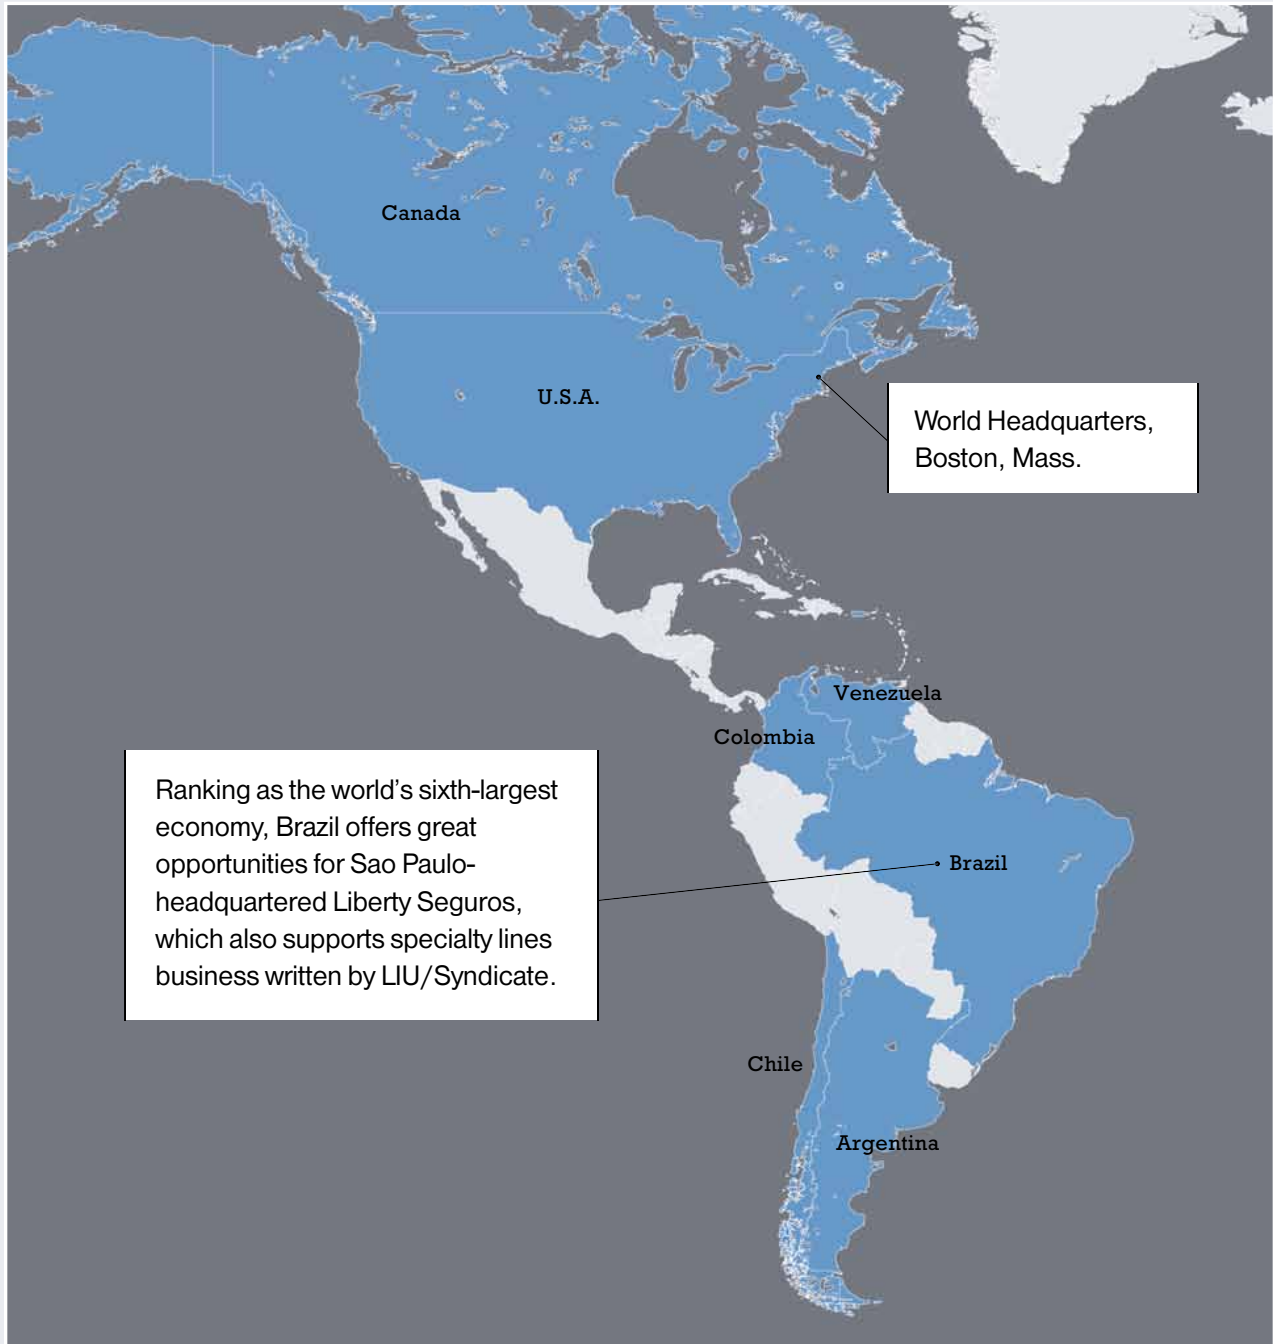 Canada
U.S.A.
World Headquarters,
Boston, Mass.
Venezuela
Colombia
Ranking as the world’s sixth-largest
economy, Brazil offers great
opportunities for Sao Paulo-
headquartered Liberty Seguros,
which also supports specialty lines
business written by LIU/Syndicate.
Brazil
Chile
Argentina